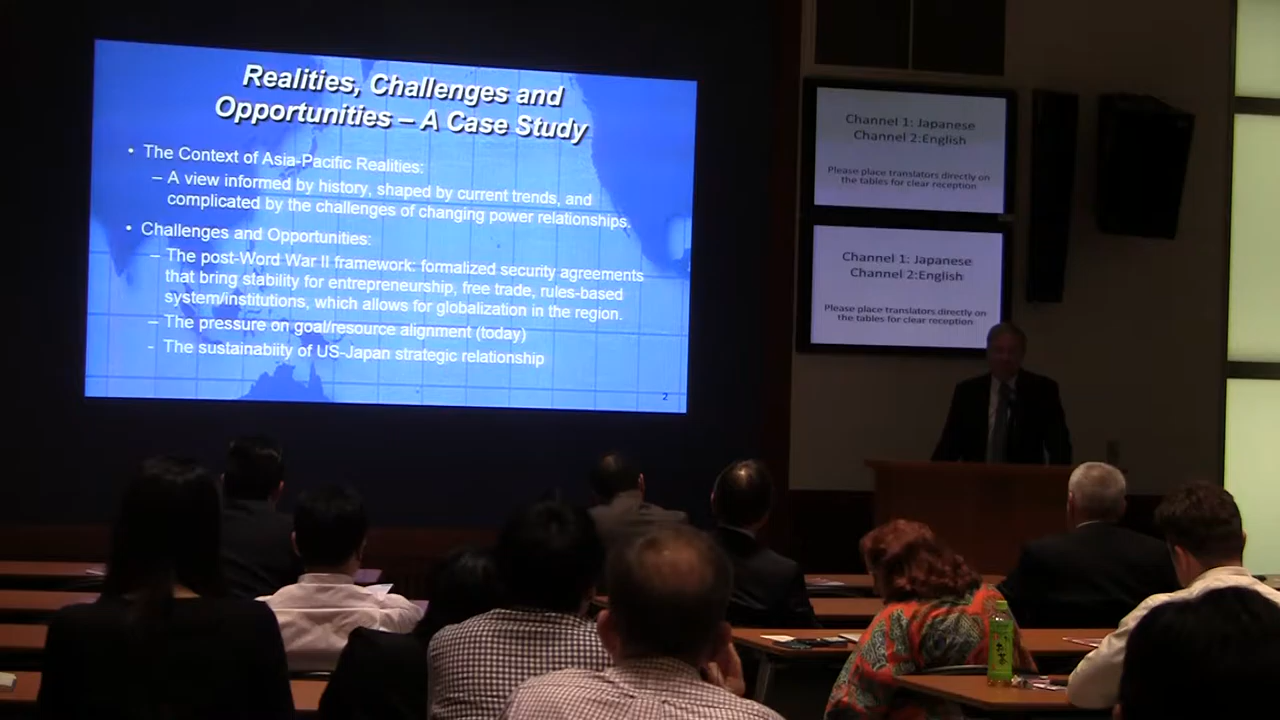 Realities, Challenges and
Opportunities – A Case Study
• The Context of Asia-Pacific Realities:
– A view informed by history, shaped by current trends, and
complicated by the challenges of changing power relationships.
• Challenges and Opportunities:
– The post-Word War II framework: formalized security agreements
that bring stability for entrepreneurship, free trade, rules-based
system/institutions, which allows for globalization in the region.
– The pressure on goal/resource alignment (today)
- The sustainabiity of US-Japan strategic relationship
2
Channel 1: Japanese
Channel 2:English
Please place translators directly on
the tables for clear reception
Channel 1: Japanese
Channel 2:English
Please place translators directly on
the tables for clear reception